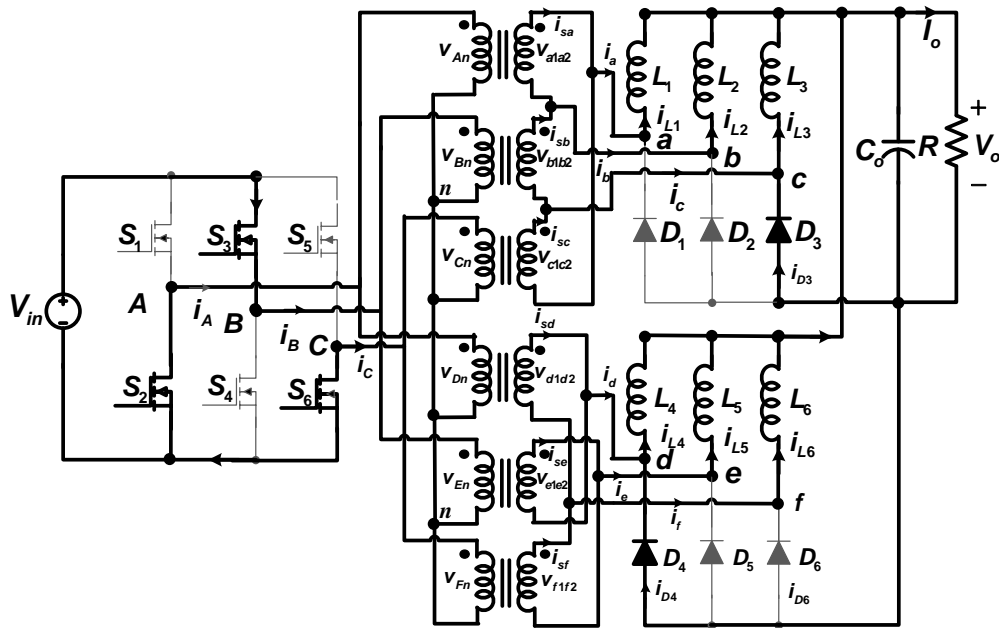 i_sa
I_o
v_An
v_a1a2
i_a
L_1
L_2
L_3
i_L1
i_L2
i_L3
+
a
b
c
C_o
R
V_o
−
v_Bn
i_sb
v_b1b2
i_b
i_c
n
S_1
S_3
S_5
v_Cn
i_sc
v_c1c2
D_1
D_2
D_3
i_D3
V_in
+
−
A
i_A
B
i_B
C
i_C
i_sd
v_Dn
v_d1d2
i_d
L_4
L_5
L_6
i_L4
i_L5
i_L6
S_2
S_4
S_6
d
e
f
v_En
i_se
v_e1e2
i_e
i_f
n
v_Fn
i_sf
v_f1f2
D_4
D_5
D_6
i_D4
i_D6